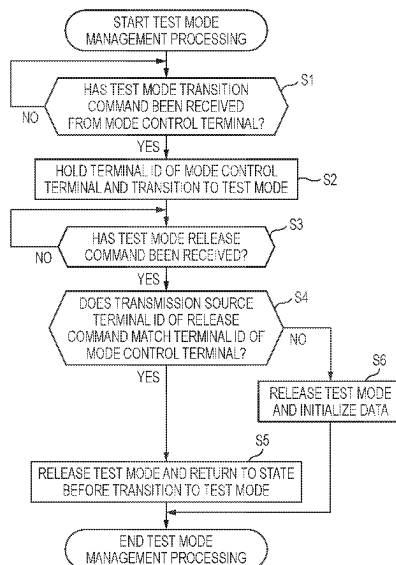 START TEST MODE
MANAGEMENT PROCESSING
S1
HAS TEST MODE TRANSITION
COMMAND BEEN RECEIVED
FROM MODE CONTROL TERMINAL?
NO
YES
S2
HOLD TERMINAL ID OF MODE CONTROL
TERMINAL AND TRANSITION TO TEST MODE
S3
HAS TEST MODE RELEASE
COMMAND BEEN RECEIVED?
NO
YES
S4
DOES TRANSMISSION SOURCE
TERMINAL ID OF RELEASE
COMMAND MATCH TERMINAL ID OF
MODE CONTROL TERMINAL?
NO
YES
S6
RELEASE TEST MODE
AND INITIALIZE DATA
S5
RELEASE TEST MODE AND RETURN TO STATE
BEFORE TRANSITION TO TEST MODE
END TEST MODE
MANAGEMENT PROCESSING